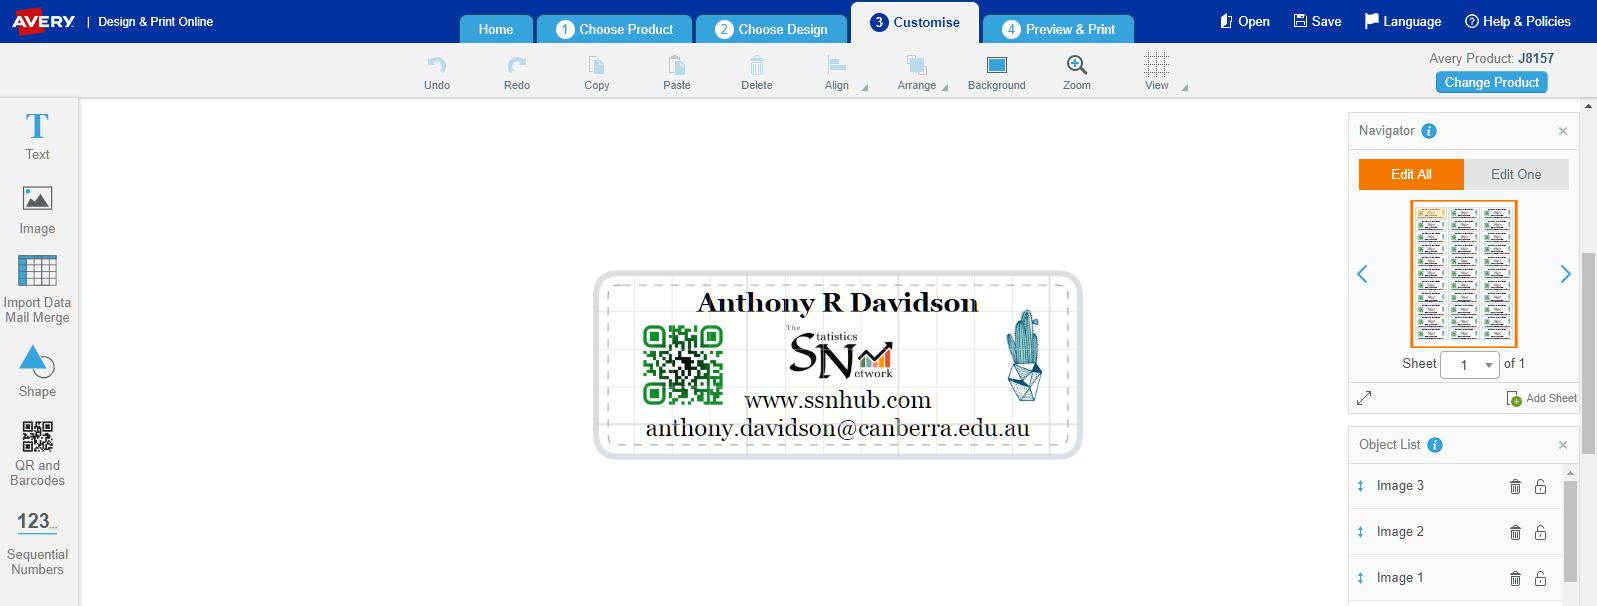 AVERY | Design & Print Online
Home
1 Choose Product
2 Choose Design
3 Customise
4 Preview & Print
Open
Save
Language
Help & Policies
Undo
Redo
Copy
Paste
Delete
Align
Arrange
Background
Zoom
View
Avery Product: J8157
Change Product
Text
Image
Import Data
Mail Merge
Shape
QR and
Barcodes
123...
Sequential
Numbers
Anthony R Davidson
The
Statistics
SN
etwork
www.ssnhub.com
anthony.davidson@canberra.edu.au
Navigator
Edit All
Edit One
Sheet 1 of 1
Add Sheet
Object List
Image 3
Image 2
Image 1